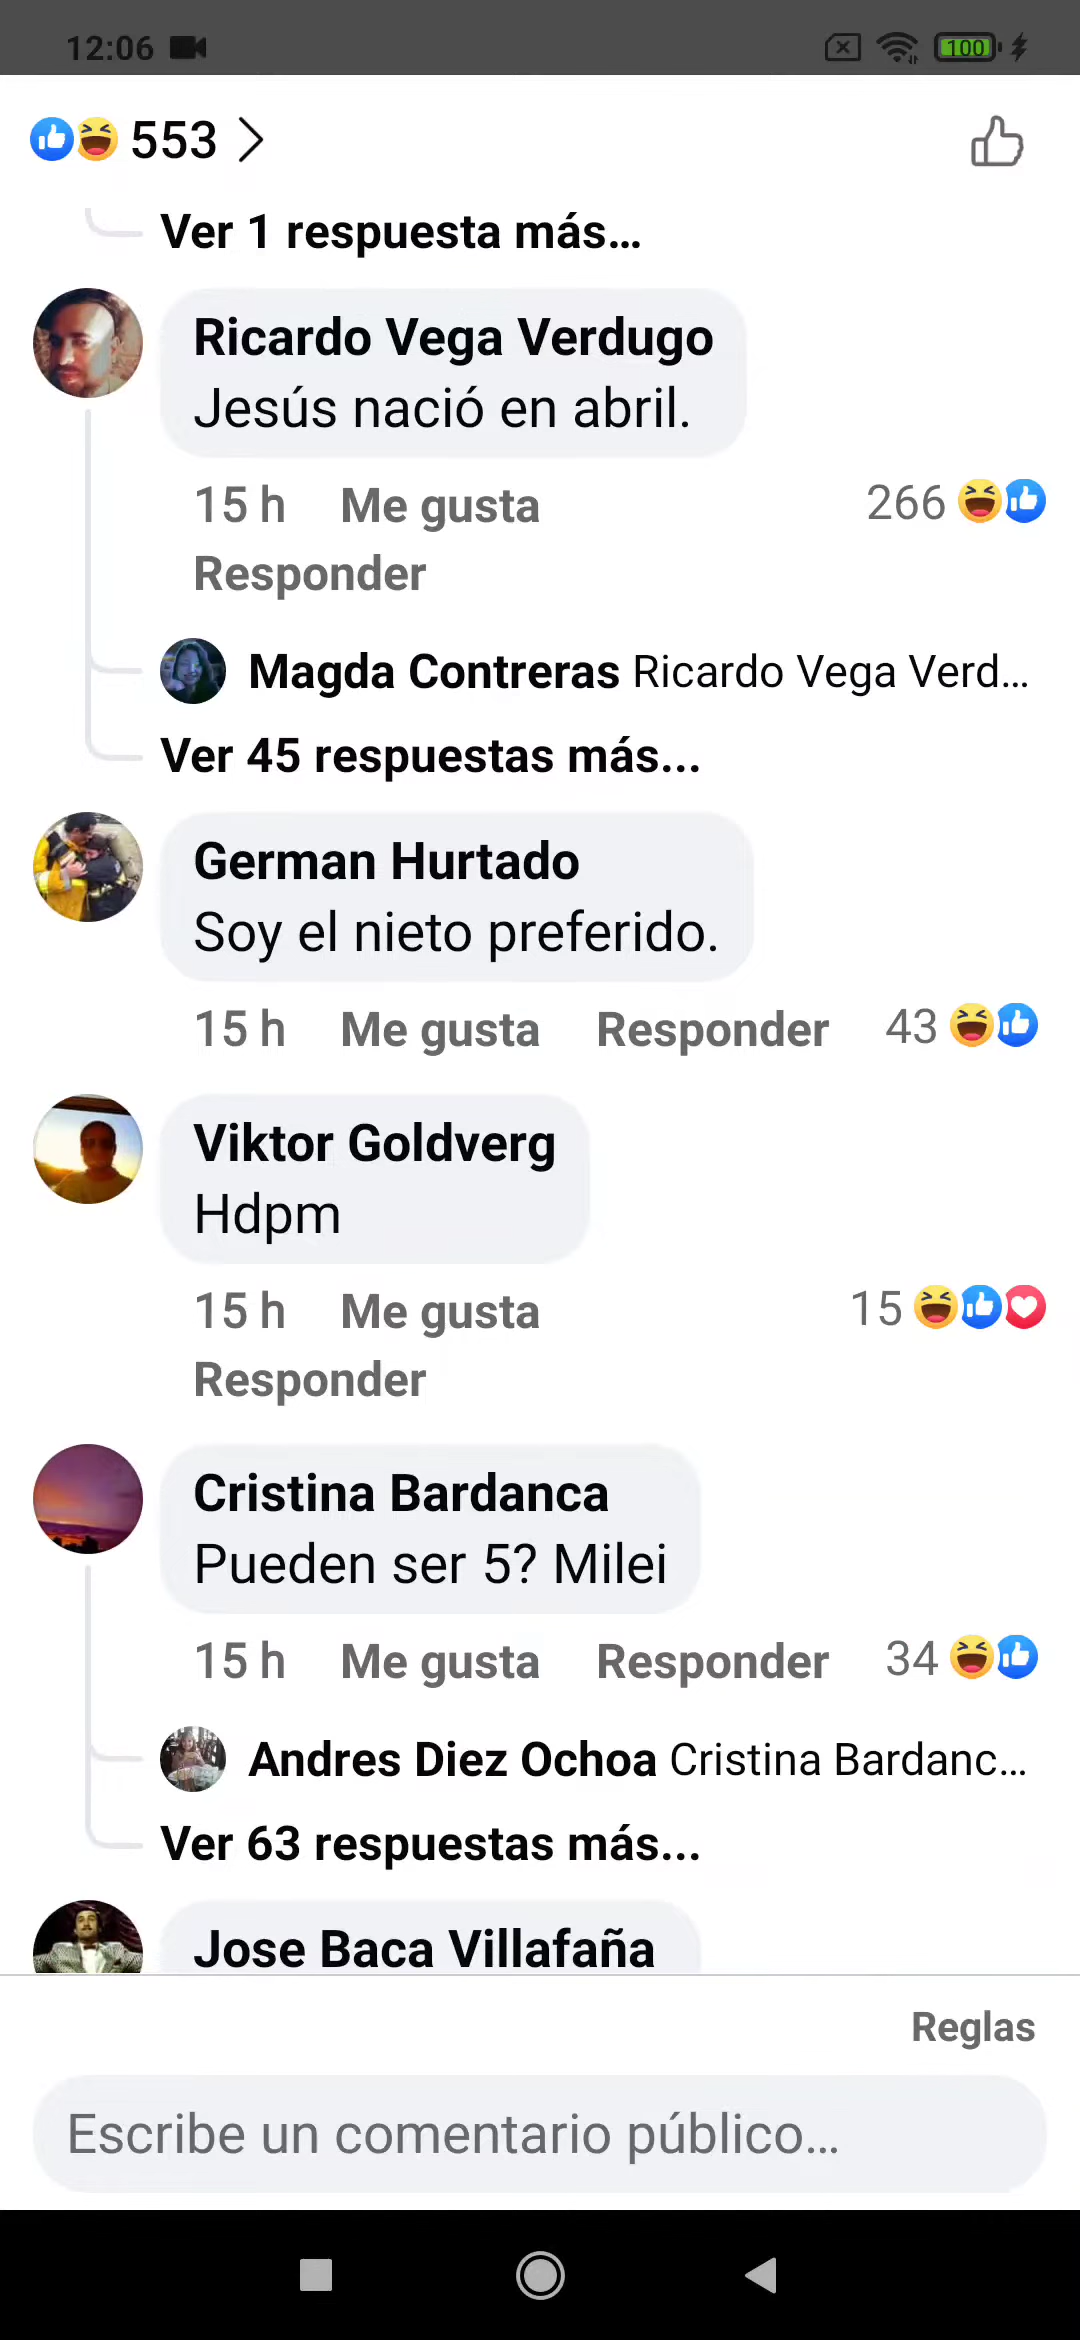 12:06
100
553
Ver 1 respuesta más...
Ricardo Vega Verdugo
Jesús nació en abril.
15 h Me gusta 266
Responder
Magda Contreras Ricardo Vega Verd...
Ver 45 respuestas más...
German Hurtado
Soy el nieto preferido.
15 h Me gusta Responder 43
Viktor Goldverg
Hdpm
15 h Me gusta 15
Responder
Cristina Bardanca
Pueden ser 5? Milei
15 h Me gusta Responder 34
Andres Diez Ochoa Cristina Bardanc...
Ver 63 respuestas más...
Jose Baca Villafaña
Reglas
Escribe un comentario público...